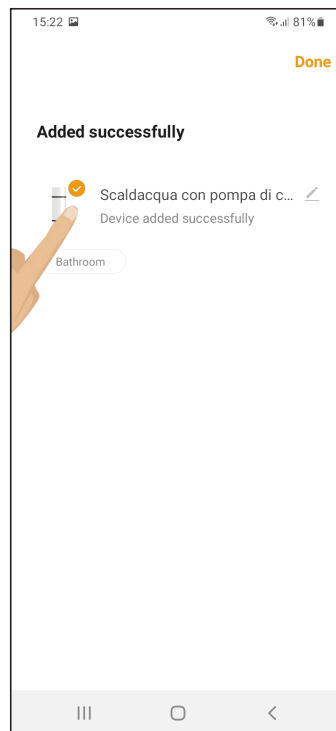 15:22 81%
Done
Added successfully
Scaldacqua con pompa di c...
Device added successfully
Bathroom